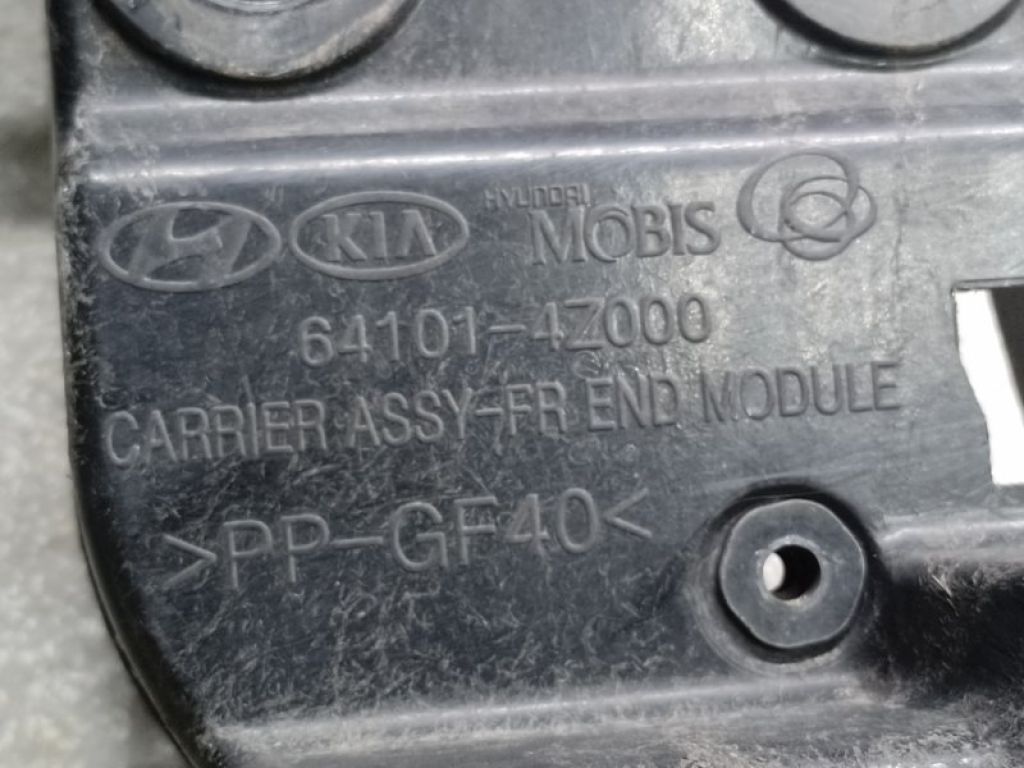 KIA HYUNDAI MOBIS
64101-4Z000
CARRIER ASSY-FR END MODULE
>PP-GF40<